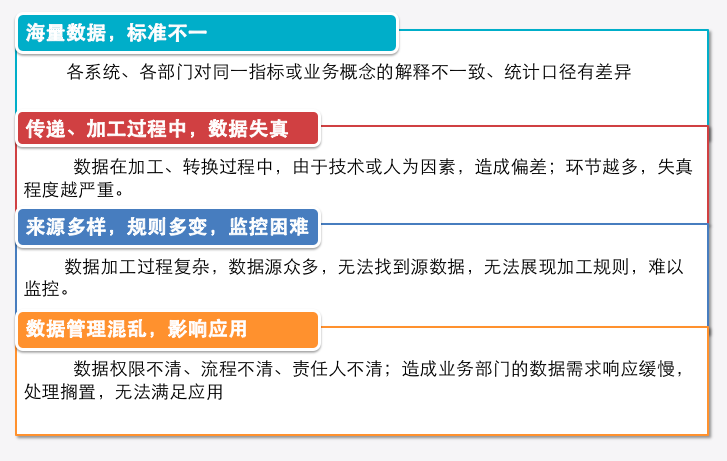 海量数据，标准不一
各系统、各部门对同一指标或业务概念的解释不一致、统计口径有差异
传递、加工过程中，数据失真
数据在加工、转换过程中，由于技术或人为因素，造成偏差；环节越多，失真
程度越严重。
来源多样，规则多变，监控困难
数据加工过程复杂，数据源众多，无法找到源数据，无法展现加工规则，难以
监控。
数据管理混乱，影响应用
数据权限不清、流程不清、责任人不清；造成业务部门的数据需求响应缓慢，
处理搁置，无法满足应用